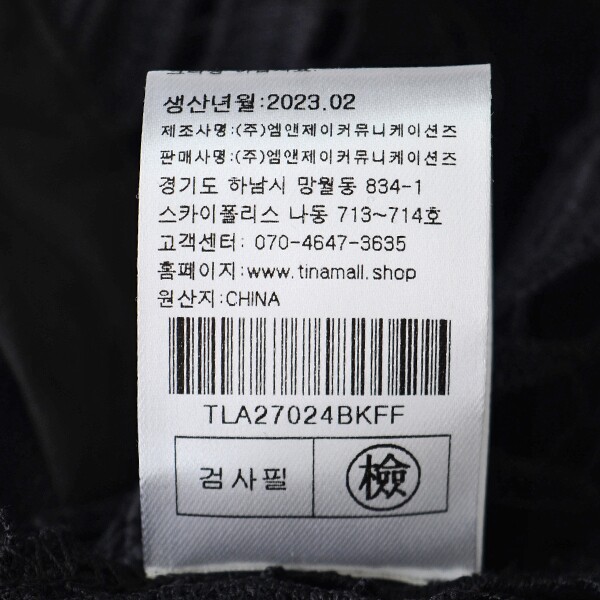 생산년월:2023.02
제조사명:(주)엠앤제이커뮤니케이션즈
판매사명:(주)엠앤제이커뮤니케이션즈
경기도 하남시 망월동 834-1
스카이폴리스 나동 713~714호
고객센터: 070-4647-3635
홈페이지:www.tinamall.shop
원산지:CHINA
TLA27024BKFF
검사필 檢